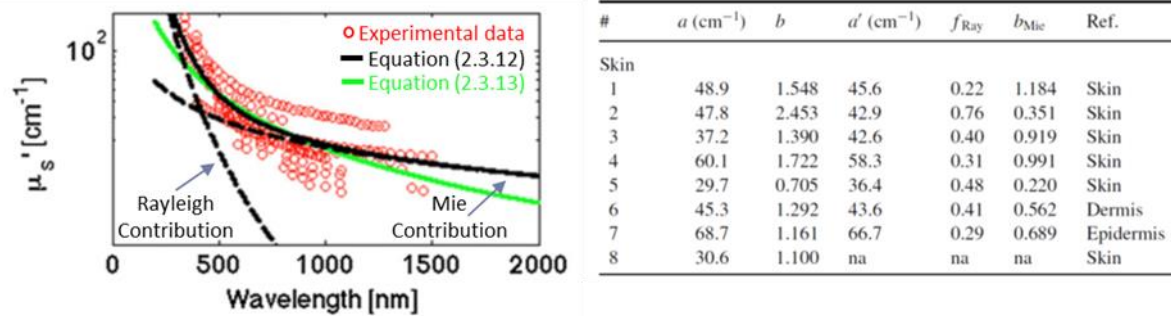 10²
μs' [cm⁻¹]
Experimental data
Equation (2.3.12)
Equation (2.3.13)
Rayleigh
Contribution
Mie
Contribution
0 500 1000 1500 2000
Wavelength [nm]
# a (cm⁻¹) b a′ (cm⁻¹) fRay bMie Ref.
Skin
1 48.9 1.548 45.6 0.22 1.184 Skin
2 47.8 2.453 42.9 0.76 0.351 Skin
3 37.2 1.390 42.6 0.40 0.919 Skin
4 60.1 1.722 58.3 0.31 0.991 Skin
5 29.7 0.705 36.4 0.48 0.220 Skin
6 45.3 1.292 43.6 0.41 0.562 Dermis
7 68.7 1.161 66.7 0.29 0.689 Epidermis
8 30.6 1.100 na na na Skin